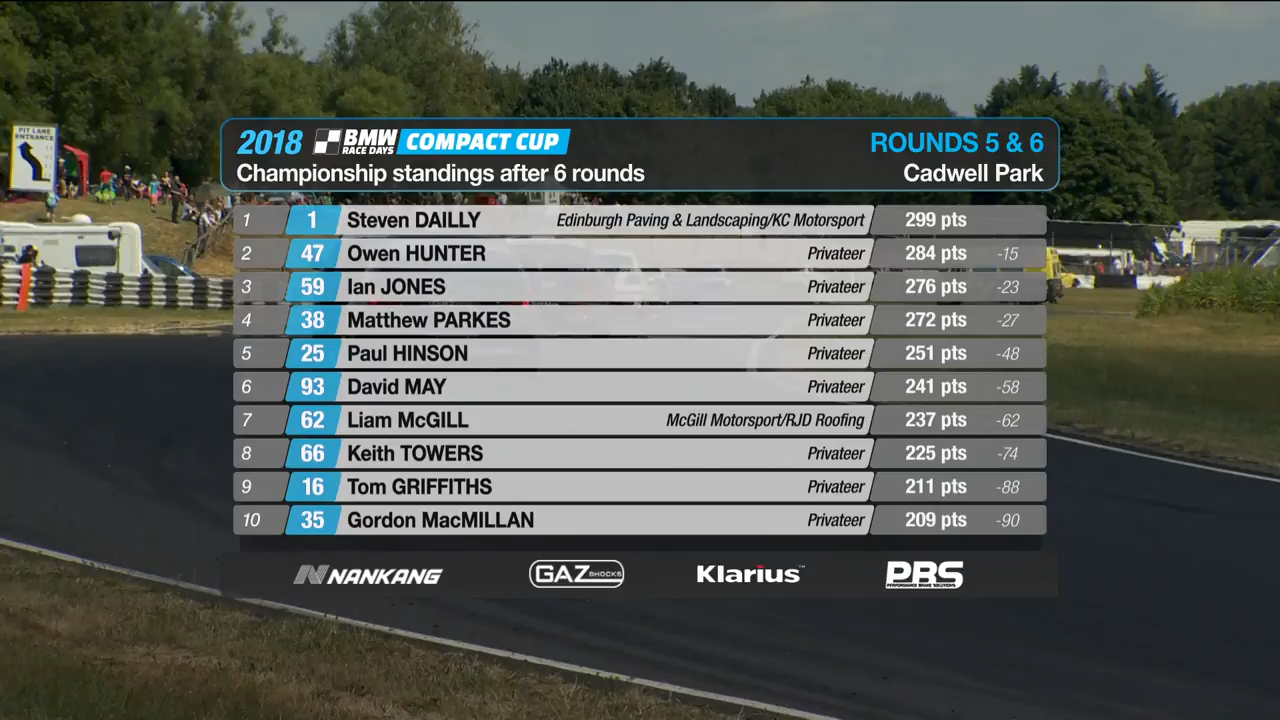 PIT LANE
ENTRANCE
2018 BMW RACE DAYS COMPACT CUP ROUNDS 5 & 6
Championship standings after 6 rounds Cadwell Park
1 1 Steven DAILLY Edinburgh Paving & Landscaping/KC Motorsport 299 pts
2 47 Owen HUNTER Privateer 284 pts -15
3 59 Ian JONES Privateer 276 pts -23
4 38 Matthew PARKES Privateer 272 pts -27
5 25 Paul HINSON Privateer 251 pts -48
6 93 David MAY Privateer 241 pts -58
7 62 Liam McGILL McGill Motorsport/RJD Roofing 237 pts -62
8 66 Keith TOWERS Privateer 225 pts -74
9 16 Tom GRIFFITHS Privateer 211 pts -88
10 35 Gordon MacMILLAN Privateer 209 pts -90
NANKANG GAZ SHOCKS Klarius™ PBS
PERFORMANCE BRAKE SOLUTIONS